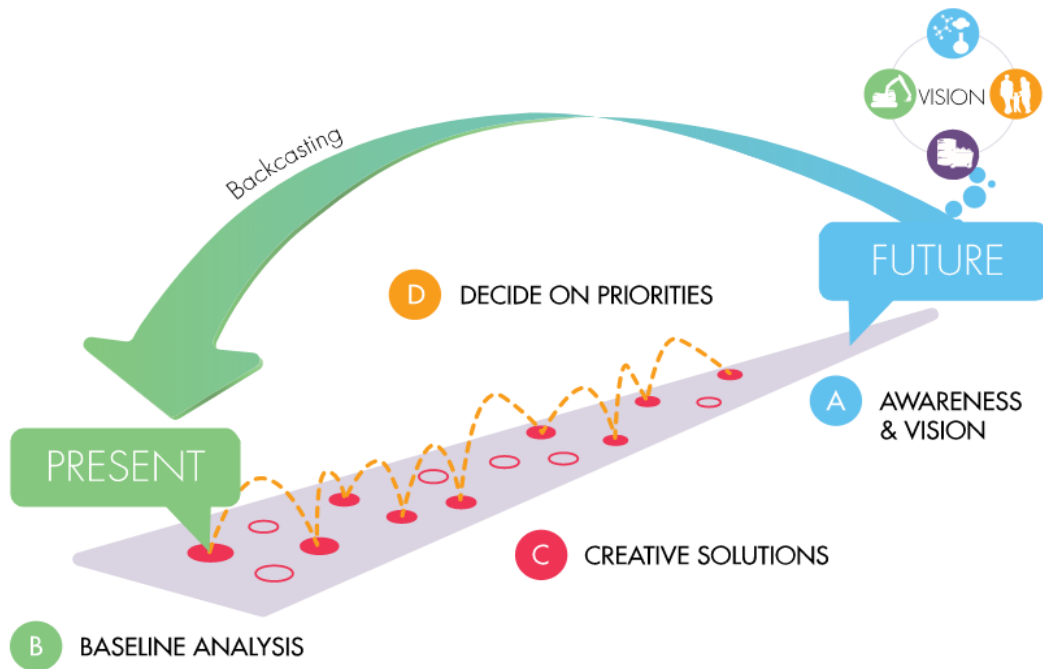 VISION
Backcasting
FUTURE
D DECIDE ON PRIORITIES
A AWARENESS
& VISION
PRESENT
C CREATIVE SOLUTIONS
B BASELINE ANALYSIS